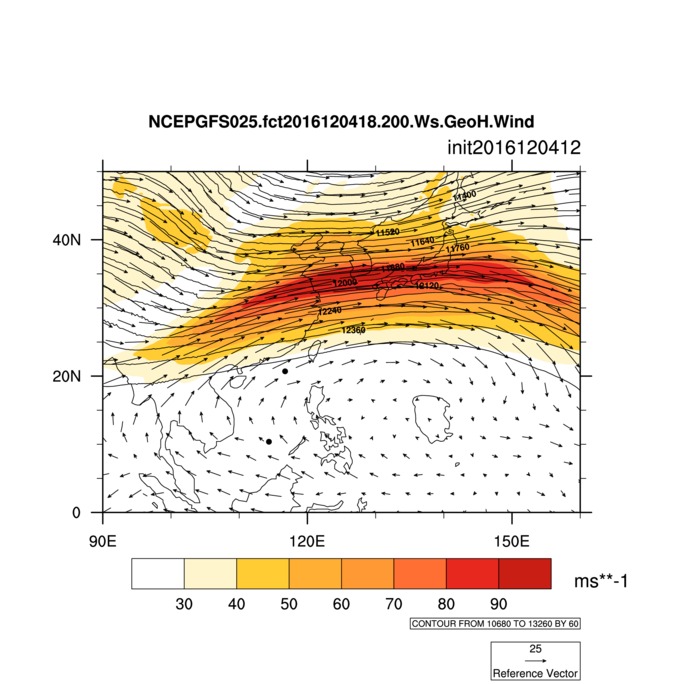 NCEPGFS025.fct2016120418.200.Ws.GeoH.Wind
init2016120412
11400
11520
11640
11760
11880
12000
12120
12240
12360
40N
20N
0
90E 120E 150E
ms**-1
30 40 50 60 70 80 90
CONTOUR FROM 10680 TO 13260 BY 60
25
Reference Vector